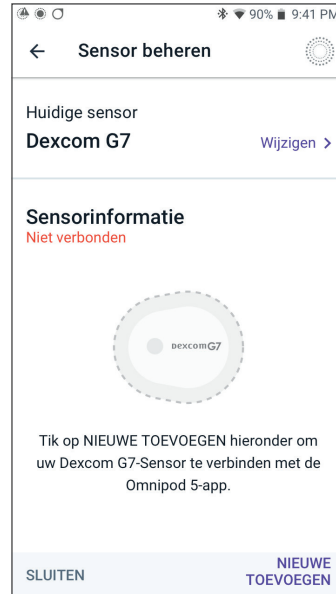 90% 9:41 PM
Sensor beheren
Huidige sensor
Dexcom G7
Wijzigen
Sensorinformatie
Niet verbonden
Dexcom G7
Tik op NIEUWE TOEVOEGEN hieronder om
uw Dexcom G7-Sensor te verbinden met de
Omnipod 5-app.
SLUITEN
NIEUWE
TOEVOEGEN